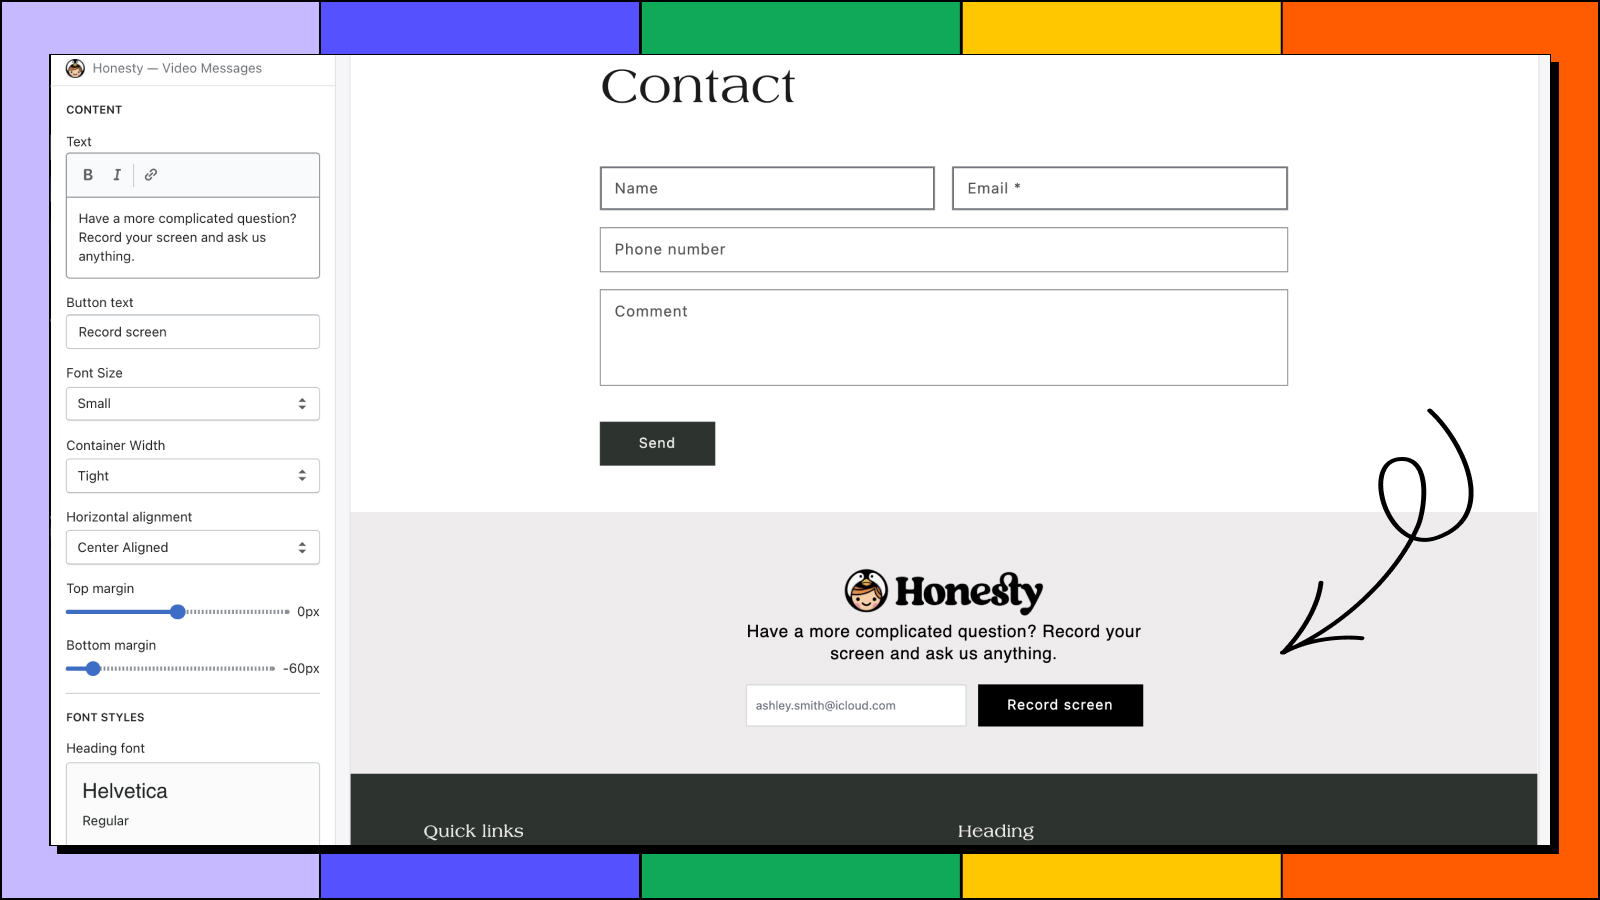 Honesty — Video Messages
CONTENT
Text
B I
Have a more complicated question?
Record your screen and ask us
anything.
Button text
Record screen
Font Size
Small
Container Width
Tight
Horizontal alignment
Center Aligned
Top margin
0px
Bottom margin
-60px
FONT STYLES
Heading font
Helvetica
Regular
Contact
Name
Email *
Phone number
Comment
Send
Honesty
Have a more complicated question? Record your
screen and ask us anything.
ashley.smith@icloud.com
Record screen
Quick links
Heading